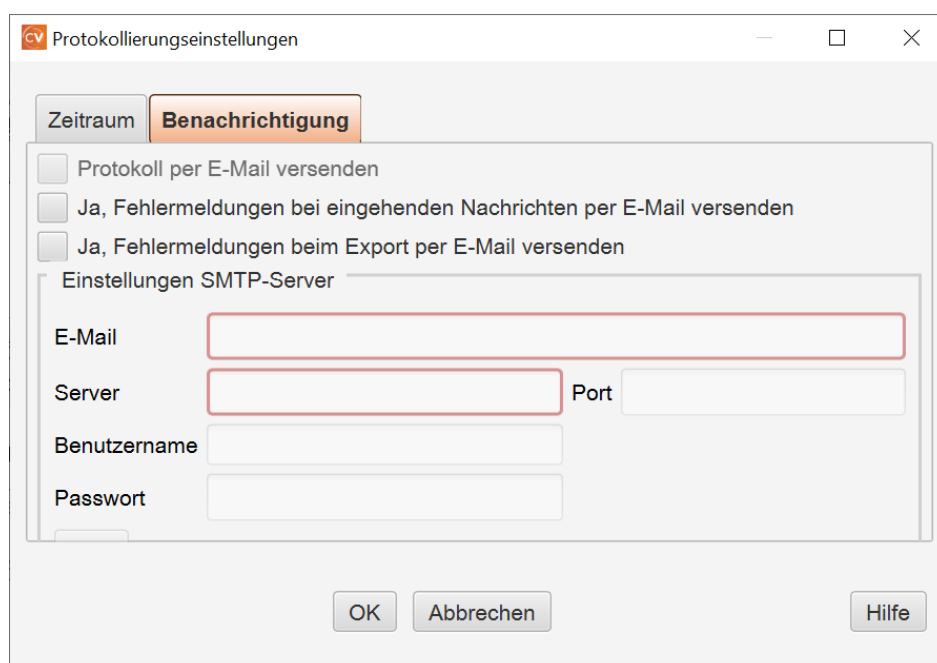 CV Protokollierungseinstellungen
Zeitraum Benachrichtigung
Protokoll per E-Mail versenden
Ja, Fehlermeldungen bei eingehenden Nachrichten per E-Mail versenden
Ja, Fehlermeldungen beim Export per E-Mail versenden
Einstellungen SMTP-Server
E-Mail
Server Port
Benutzername
Passwort
OK Abbrechen Hilfe